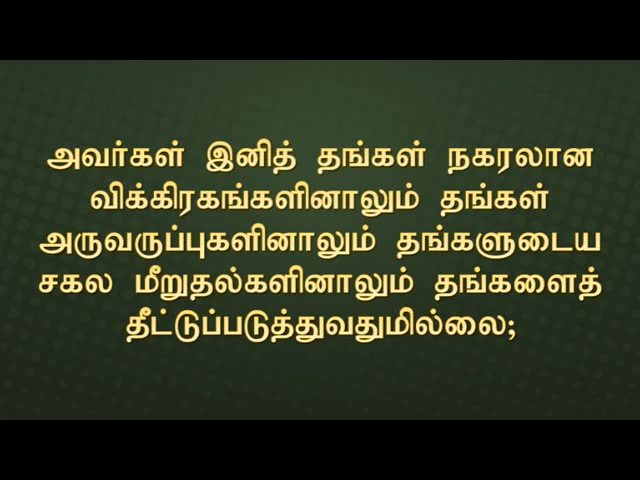 அவர்கள் இனித் தங்கள் நகரலான
விக்கிரகங்களினாலும் தங்கள்
அருவருப்புகளினாலும் தங்களுடைய
சகல மீறுதல்களினாலும் தங்களைத்
தீட்டுப்படுத்துவதுமில்லை;